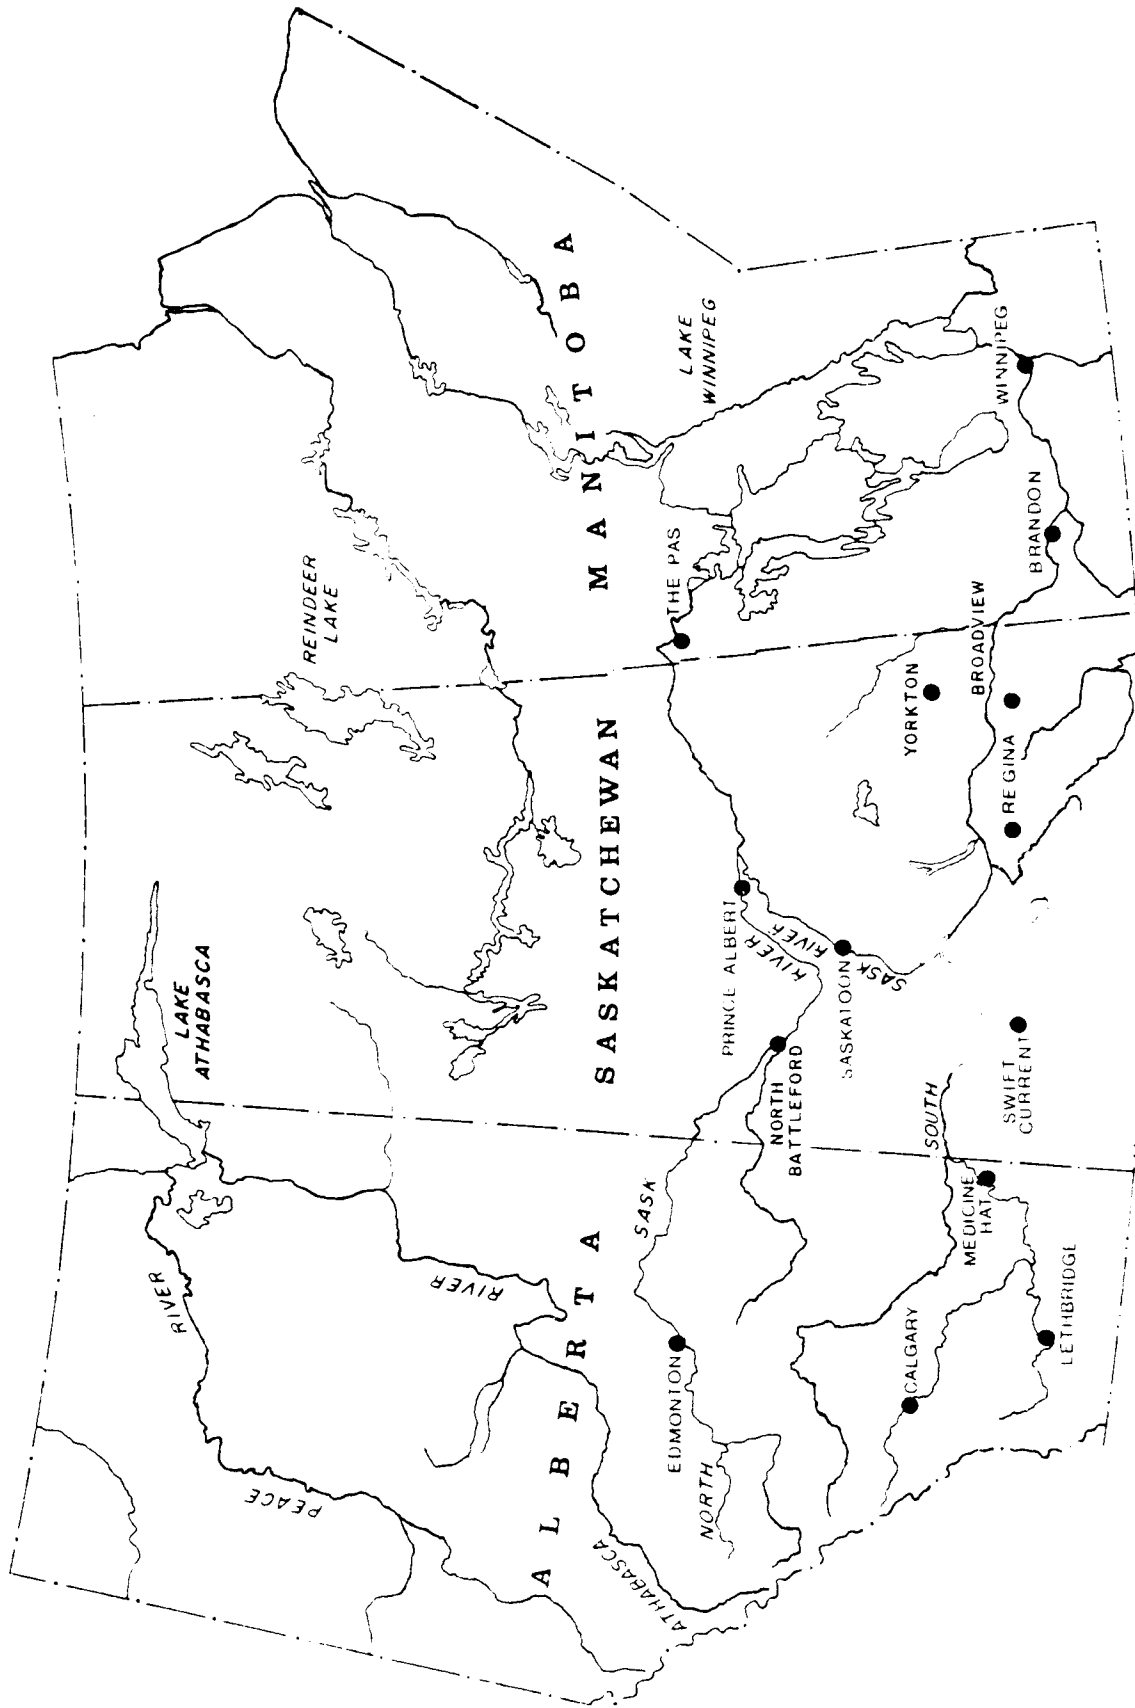 LAKE
ATHABASCA
REINDEER
LAKE
RIVER
PEACE
RIVER
ALBERTA
SASKATCHEWAN
MANITOBA
ATHABASCA
LAKE
WINNIPEG
THE PAS
SASK
EDMONTON
NORTH
PRINCE ALBERT
RIVER
RIVER
NORTH
BATTLEFORD
SASKATOON
SASK
YORKTON
BROADVIEW
WINNIPEG
BRANDON
REGINA
SOUTH
CALGARY
MEDICINE
HAT
SWIFT
CURRENT
LETHBRIDGE